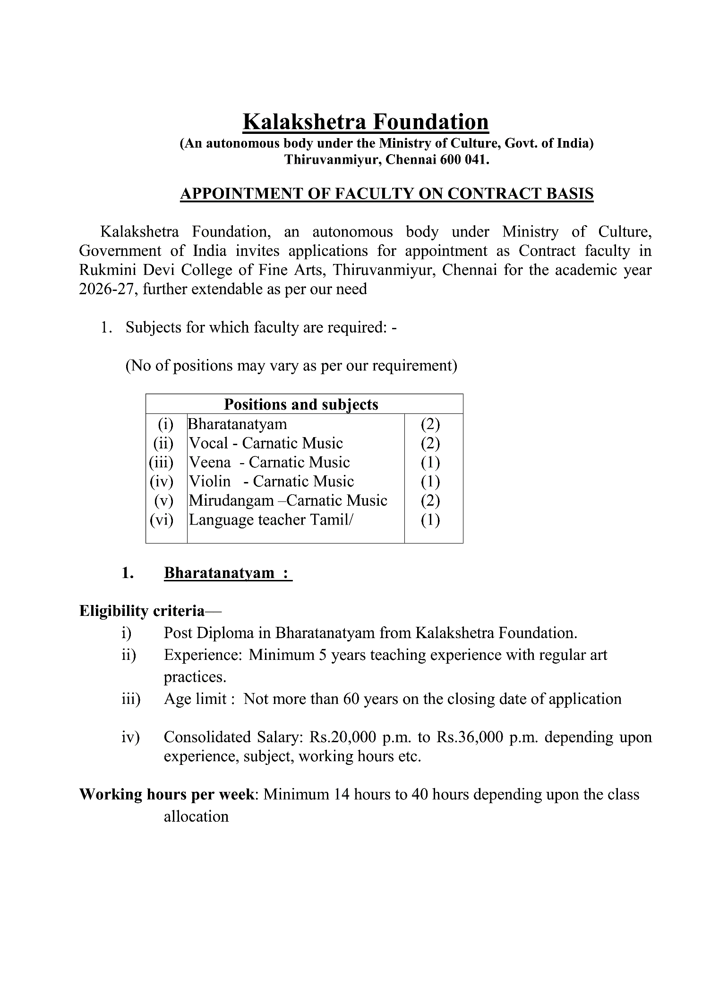 Kalakshetra Foundation
(An autonomous body under the Ministry of Culture, Govt. of India)
Thiruvanmiyur, Chennai 600 041.
APPOINTMENT OF FACULTY ON CONTRACT BASIS
Kalakshetra Foundation, an autonomous body under Ministry of Culture,
Government of India invites applications for appointment as Contract faculty in
Rukmini Devi College of Fine Arts, Thiruvanmiyur, Chennai for the academic year
2026-27, further extendable as per our need
1. Subjects for which faculty are required: -
(No of positions may vary as per our requirement)
Positions and subjects
(i) Bharatanatyam (2)
(ii) Vocal - Carnatic Music (2)
(iii) Veena - Carnatic Music (1)
(iv) Violin - Carnatic Music (1)
(v) Mirudangam –Carnatic Music (2)
(vi) Language teacher Tamil/ (1)
1. Bharatanatyam :
Eligibility criteria—
i) Post Diploma in Bharatanatyam from Kalakshetra Foundation.
ii) Experience: Minimum 5 years teaching experience with regular art
practices.
iii) Age limit : Not more than 60 years on the closing date of application
iv) Consolidated Salary: Rs.20,000 p.m. to Rs.36,000 p.m. depending upon
experience, subject, working hours etc.
Working hours per week: Minimum 14 hours to 40 hours depending upon the class
allocation